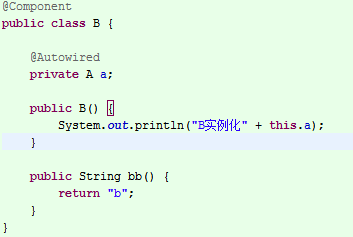 @Component
public class B {
@Autowired
private A a;
public B() {
System.out.println("B实例化" + this.a);
}
public String bb() {
return "b";
}
}